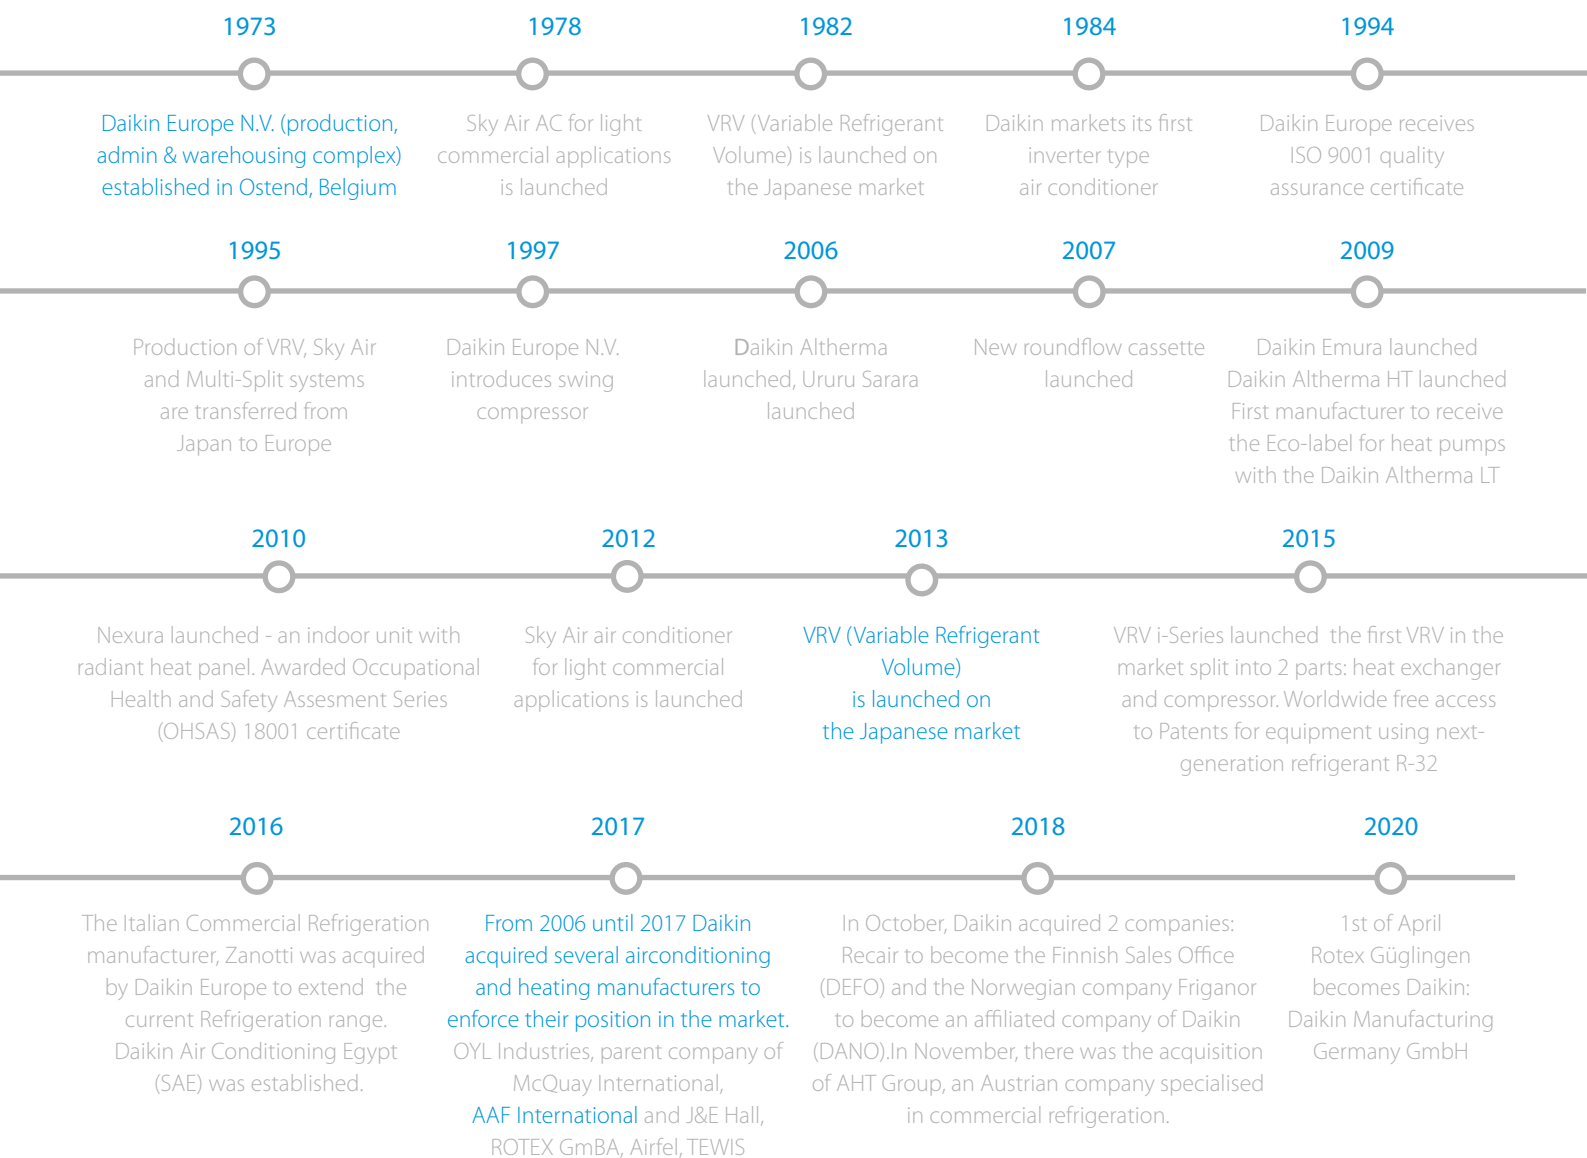 1973
Daikin Europe N.V. (production,
admin & warehousing complex)
established in Ostend, Belgium
1978
Sky Air AC for light
commercial applications
is launched
1982
VRV (Variable Refrigerant
Volume) is launched on
the Japanese market
1984
Daikin markets its first
inverter type
air conditioner
1994
Daikin Europe receives
ISO 9001 quality
assurance certificate
1995
Production of VRV, Sky Air
and Multi-Split systems
are transferred from
Japan to Europe
1997
Daikin Europe N.V.
introduces swing
compressor
2006
Daikin Altherma
launched, Ururu Sarara
launched
2007
New roundflow cassette
launched
2009
Daikin Emura launched
Daikin Altherma HT launched
First manufacturer to receive
the Eco-label for heat pumps
with the Daikin Altherma LT
2010
Nexura launched - an indoor unit with
radiant heat panel. Awarded Occupational
Health and Safety Assesment Series
(OHSAS) 18001 certificate
2012
Sky Air air conditioner
for light commercial
applications is launched
2013
VRV (Variable Refrigerant
Volume)
is launched on
the Japanese market
2015
VRV i-Series launched the first VRV in the
market split into 2 parts: heat exchanger
and compressor. Worldwide free access
to Patents for equipment using next-
generation refrigerant R-32
2016
The Italian Commercial Refrigeration
manufacturer, Zanotti was acquired
by Daikin Europe to extend the
current Refrigeration range.
Daikin Air Conditioning Egypt
(SAE) was established.
2017
From 2006 until 2017 Daikin
acquired several airconditioning
and heating manufacturers to
enforce their position in the market.
OYL Industries, parent company of
McQuay International,
AAF International and J&E Hall,
ROTEX GmBA, Airfel, TEWIS
2018
In October, Daikin acquired 2 companies:
Recair to become the Finnish Sales Office
(DEFO) and the Norwegian company Friganor
to become an affiliated company of Daikin
(DANO).In November, there was the acquisition
of AHT Group, an Austrian company specialised
in commercial refrigeration.
2020
1st of April
Rotex Güglingen
becomes Daikin:
Daikin Manufacturing
Germany GmbH